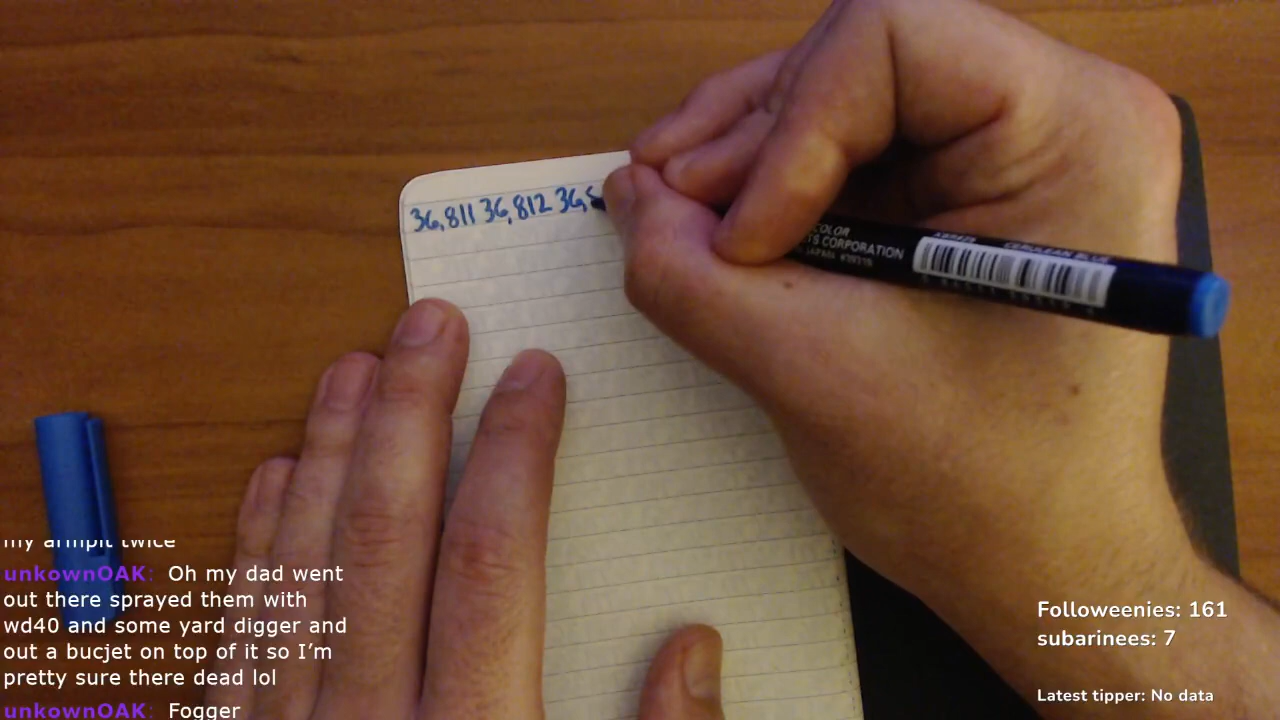 36,811 36,812 36,8
COLOR
TS CORPORATION
CERULEAN BLUE
my armpit twice
unkownOAK: Oh my dad went
out there sprayed them with
wd40 and some yard digger and
out a bucjet on top of it so I'm
pretty sure there dead lol
unkownOAK: Fogger
Followeenies: 161
subarinees: 7
Latest tipper: No data